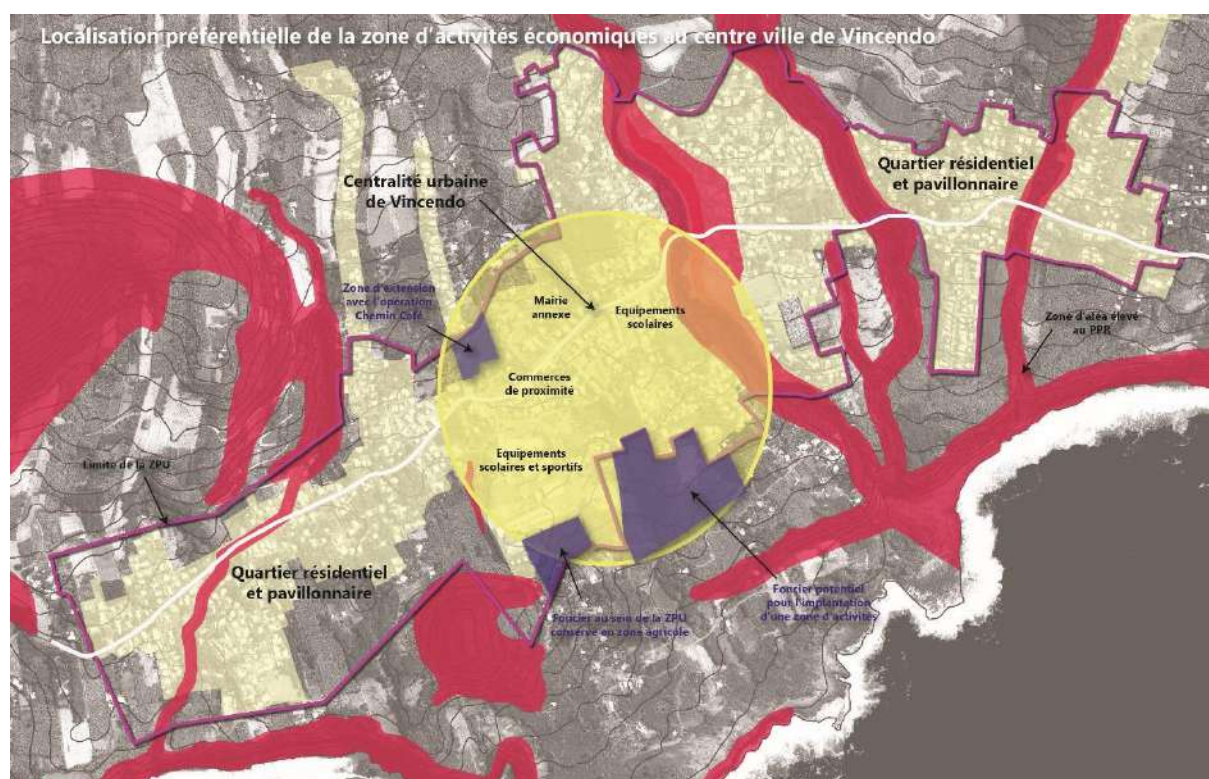 Localisation préférentielle de la zone d'activités économiques au centre ville de Vincendo
Quartier résidentiel
et pavillonnaire
Centralité urbaine
de Vincendo
Zone d'extension
avec l'opération
Chemin Café
Mairie
annexe
Equipements
scolaires
Zone d'aléa élevé
au PPR
Commerces
de proximité
Limite de la ZPU
Equipements
scolaires et sportifs
Quartier résidentiel
et pavillonnaire
Foncier au sein de la ZPU
conservé en zone agricole
Foncier potentiel
pour l'implantation
d'une zone d'activités